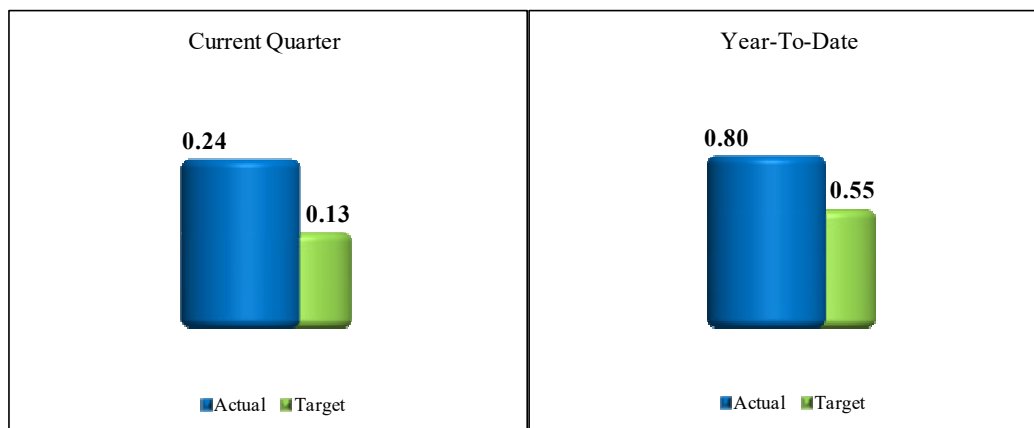 Current Quarter
0.24
0.13
Actual Target
Year-To-Date
0.80
0.55
Actual Target